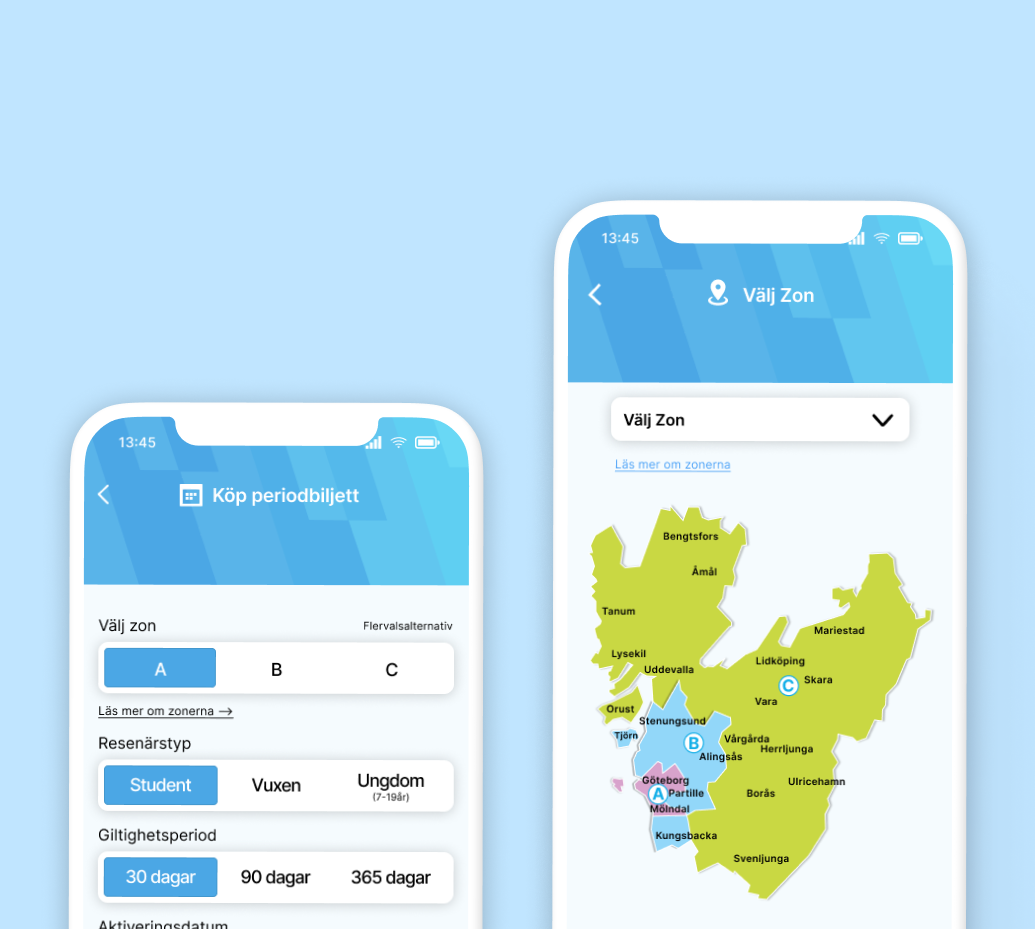 13:45
Köp periodbiljett
Välj zon
Flervalsalternativ
A
B
C
Läs mer om zonerna →
Resenärstyp
Student
Vuxen
Ungdom
(7-19år)
Giltighetsperiod
30 dagar
90 dagar
365 dagar
Aktiveringsdatum
13:45
Välj Zon
Välj Zon
Läs mer om zonerna
Bengtsfors
Åmål
Tanum
Mariestad
Lysekil
Lidköping
Uddevalla
Skara
C
Vara
Orust
Stenungsund
Tjörn
B
Vårgårda
Herrljunga
Alingsås
Göteborg
Ulricehamn
A
Partille
Borås
Mölndal
Kungsbacka
Svenijunga